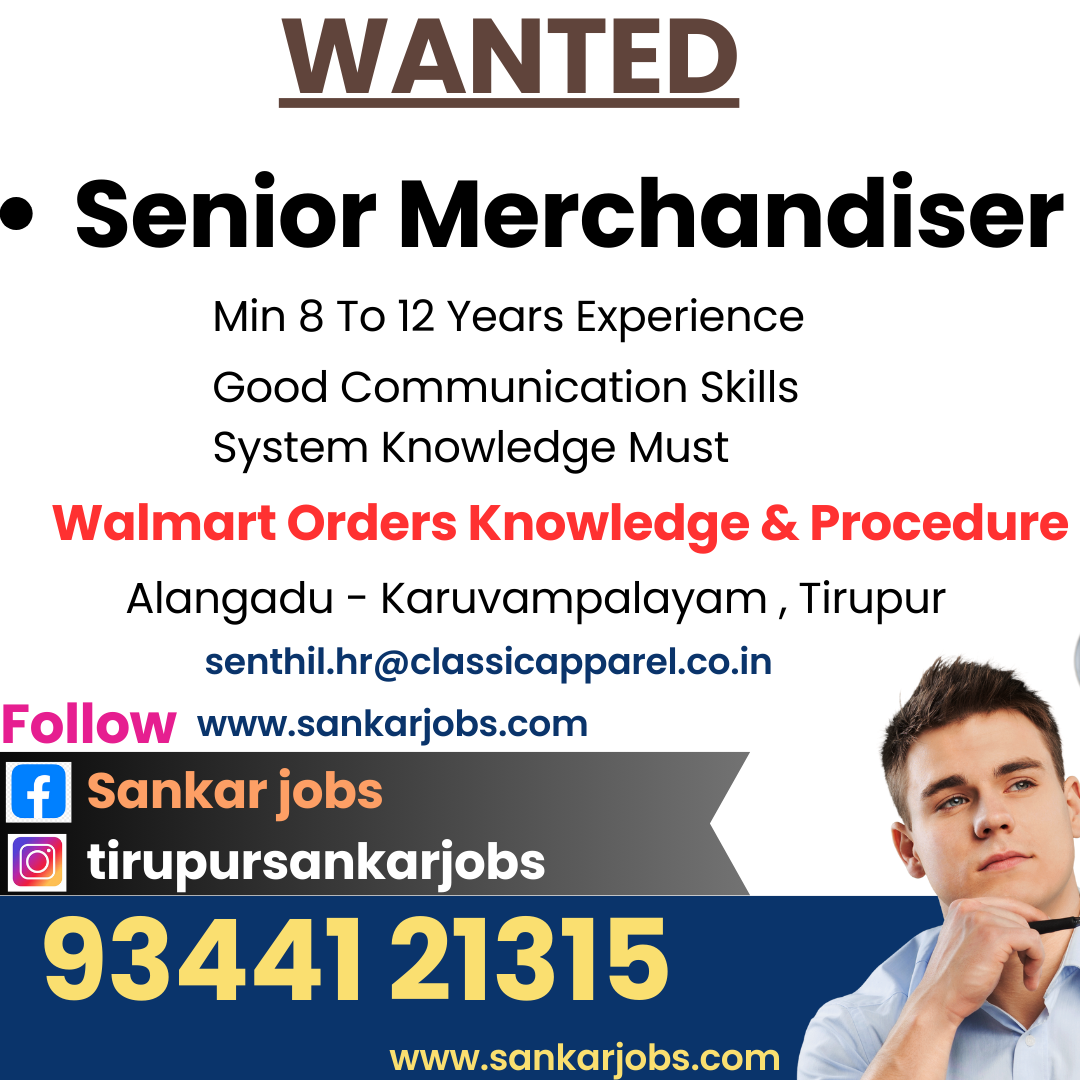 WANTED
• Senior Merchandiser
Min 8 To 12 Years Experience
Good Communication Skills
System Knowledge Must
Walmart Orders Knowledge & Procedure
Alangadu - Karuvampalayam , Tirupur
senthil.hr@classicapparel.co.in
Follow www.sankarjobs.com
Sankar jobs
tirupursankarjobs
93441 21315
www.sankarjobs.com